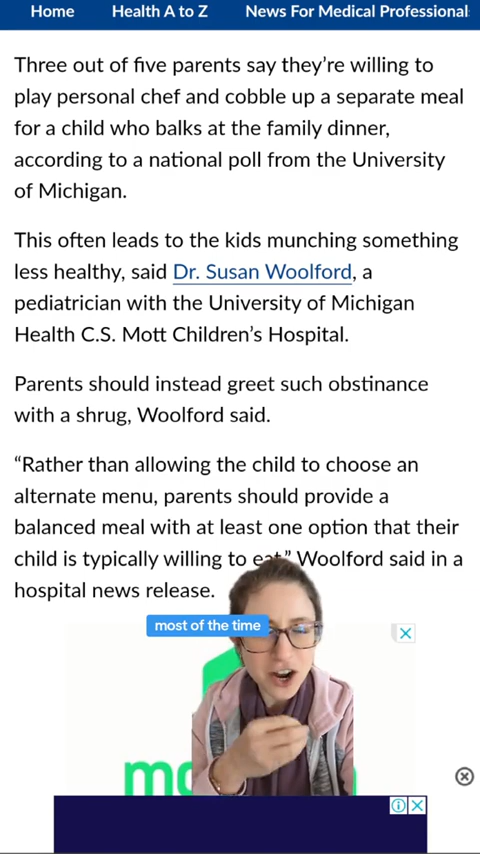 Home Health A to Z News For Medical Professional
Three out of five parents say they’re willing to
play personal chef and cobble up a separate meal
for a child who balks at the family dinner,
according to a national poll from the University
of Michigan.
This often leads to the kids munching something
less healthy, said Dr. Susan Woolford, a
pediatrician with the University of Michigan
Health C.S. Mott Children’s Hospital.
Parents should instead greet such obstinance
with a shrug, Woolford said.
“Rather than allowing the child to choose an
alternate menu, parents should provide a
balanced meal with at least one option that their
child is typically willing to eat,” Woolford said in a
hospital news release.
most of the time